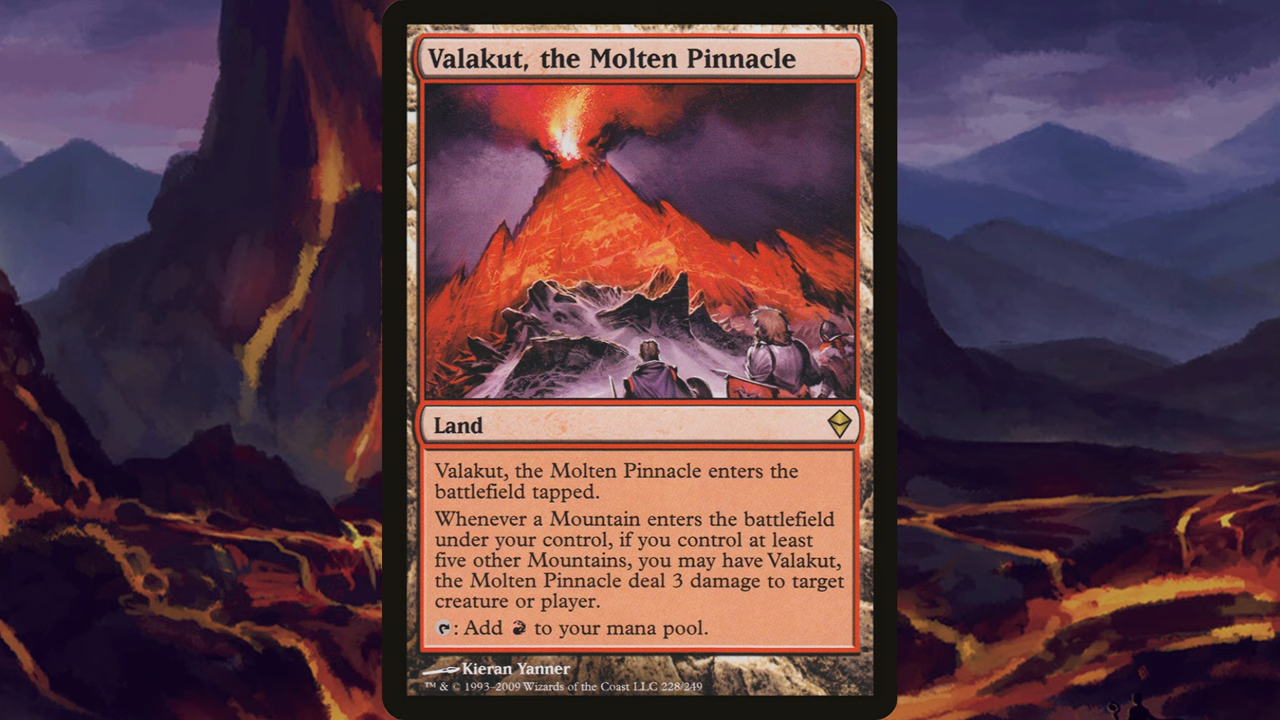 Valakut, the Molten Pinnacle
Land
Valakut, the Molten Pinnacle enters the
battlefield tapped.
Whenever a Mountain enters the battlefield
under your control, if you control at least
five other Mountains, you may have Valakut,
the Molten Pinnacle deal 3 damage to target
creature or player.
: Add to your mana pool.
Kieran Yanner
™ & © 1993–2009 Wizards of the Coast LLC 228/249